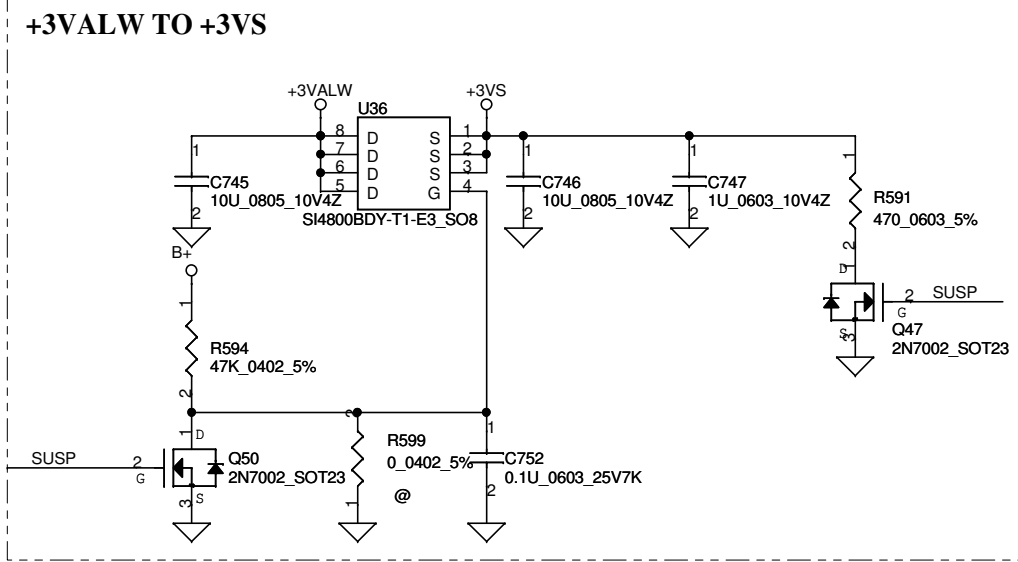 +3VALW TO +3VS
+3VALW
+3VS
U36
8 D S 1
7 D S 2
6 D S 3
5 D G 4
SI4800BDY-T1-E3_SO8
1
C745
10U_0805_10V4Z
2
1
C746
10U_0805_10V4Z
2
1
C747
1U_0603_10V4Z
2
1
R591
470_0603_5%
2
1
D
2
G
SUSP
S
3
Q47
2N7002_SOT23
B+
1
R594
47K_0402_5%
2
1
D
SUSP
2
G
Q50
2N7002_SOT23
S
3
2
R599
0_0402_5%
@
1
1
C752
0.1U_0603_25V7K
2